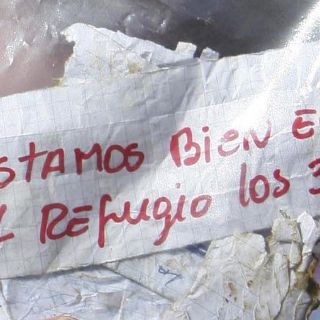 STAMOS BiEN E
L REfugio los 3